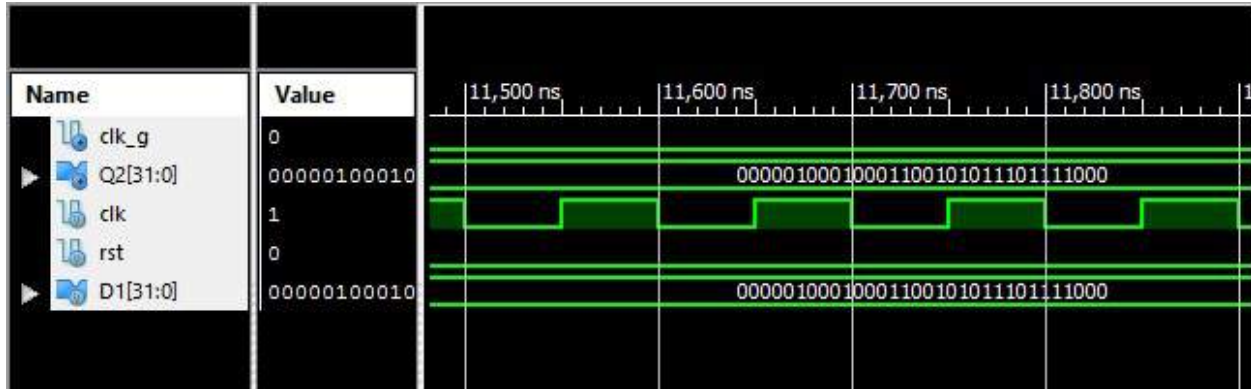 Name Value 11,500 ns 11,600 ns 11,700 ns 11,800 ns 1
clk_g 0
Q2[31:0] 00000100010 00000100010001100101011101111000
clk 1
rst 0
D1[31:0] 00000100010 00000100010001100101011101111000